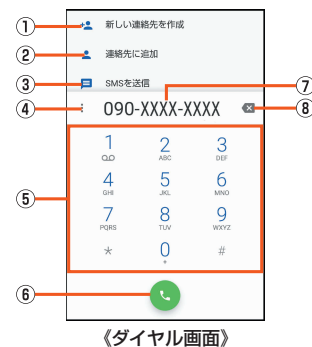 ① 新しい連絡先を作成
② 連絡先に追加
③ SMSを送信
⑦
④ 090-XXXX-XXXX ⑧
1 2 3
ABC DEF
4 5 6
GHI JKL MNO
⑤
7 8 9
PQRS TUV WXYZ
* 0 #
+
⑥
《ダイヤル画面》